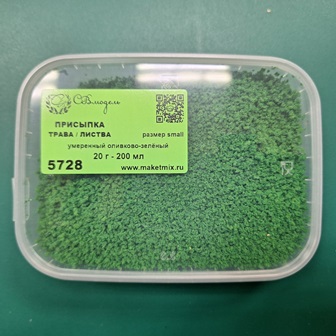 СВмодель
ПРИСЫПКА
ТРАВА / ЛИСТВА размер small
умеренный оливково-зелёный
20 г - 200 мл
5728 www.maketmix.ru